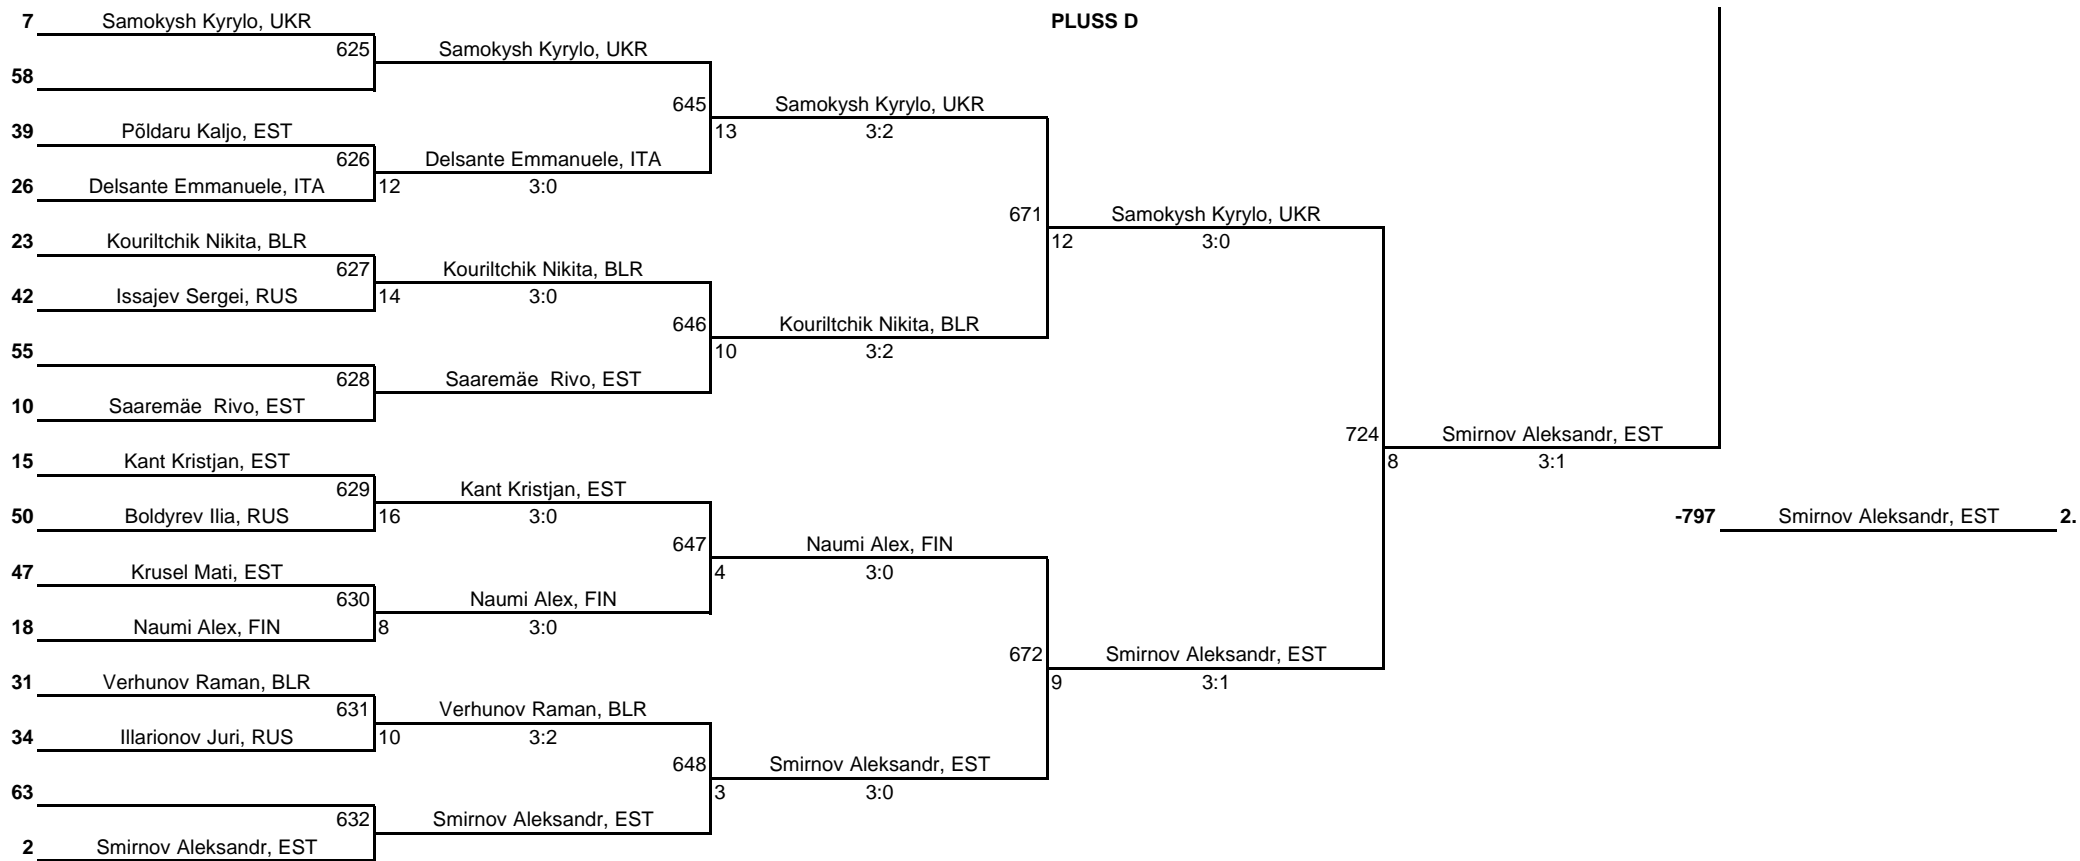 7 Samokysh Kyrylo, UKR PLUSS D
625 Samokysh Kyrylo, UKR
58
645 Samokysh Kyrylo, UKR
39 Põldaru Kaljo, EST 13 3:2
626 Delsante Emmanuele, ITA
26 Delsante Emmanuele, ITA 12 3:0
671 Samokysh Kyrylo, UKR
23 Kouriltchik Nikita, BLR 12 3:0
627 Kouriltchik Nikita, BLR
42 Issajev Sergei, RUS 14 3:0
646 Kouriltchik Nikita, BLR
55 10 3:2
628 Saaremäe Rivo, EST
10 Saaremäe Rivo, EST
724 Smirnov Aleksandr, EST
15 Kant Kristjan, EST 8 3:1
629 Kant Kristjan, EST
50 Boldyrev Ilia, RUS 16 3:0 -797 Smirnov Aleksandr, EST 2.
647 Naumi Alex, FIN
47 Krusel Mati, EST 4 3:0
630 Naumi Alex, FIN
18 Naumi Alex, FIN 8 3:0
672 Smirnov Aleksandr, EST
31 Verhunov Raman, BLR 9 3:1
631 Verhunov Raman, BLR
34 Illarionov Juri, RUS 10 3:2
648 Smirnov Aleksandr, EST
63 3 3:0
632 Smirnov Aleksandr, EST
2 Smirnov Aleksandr, EST